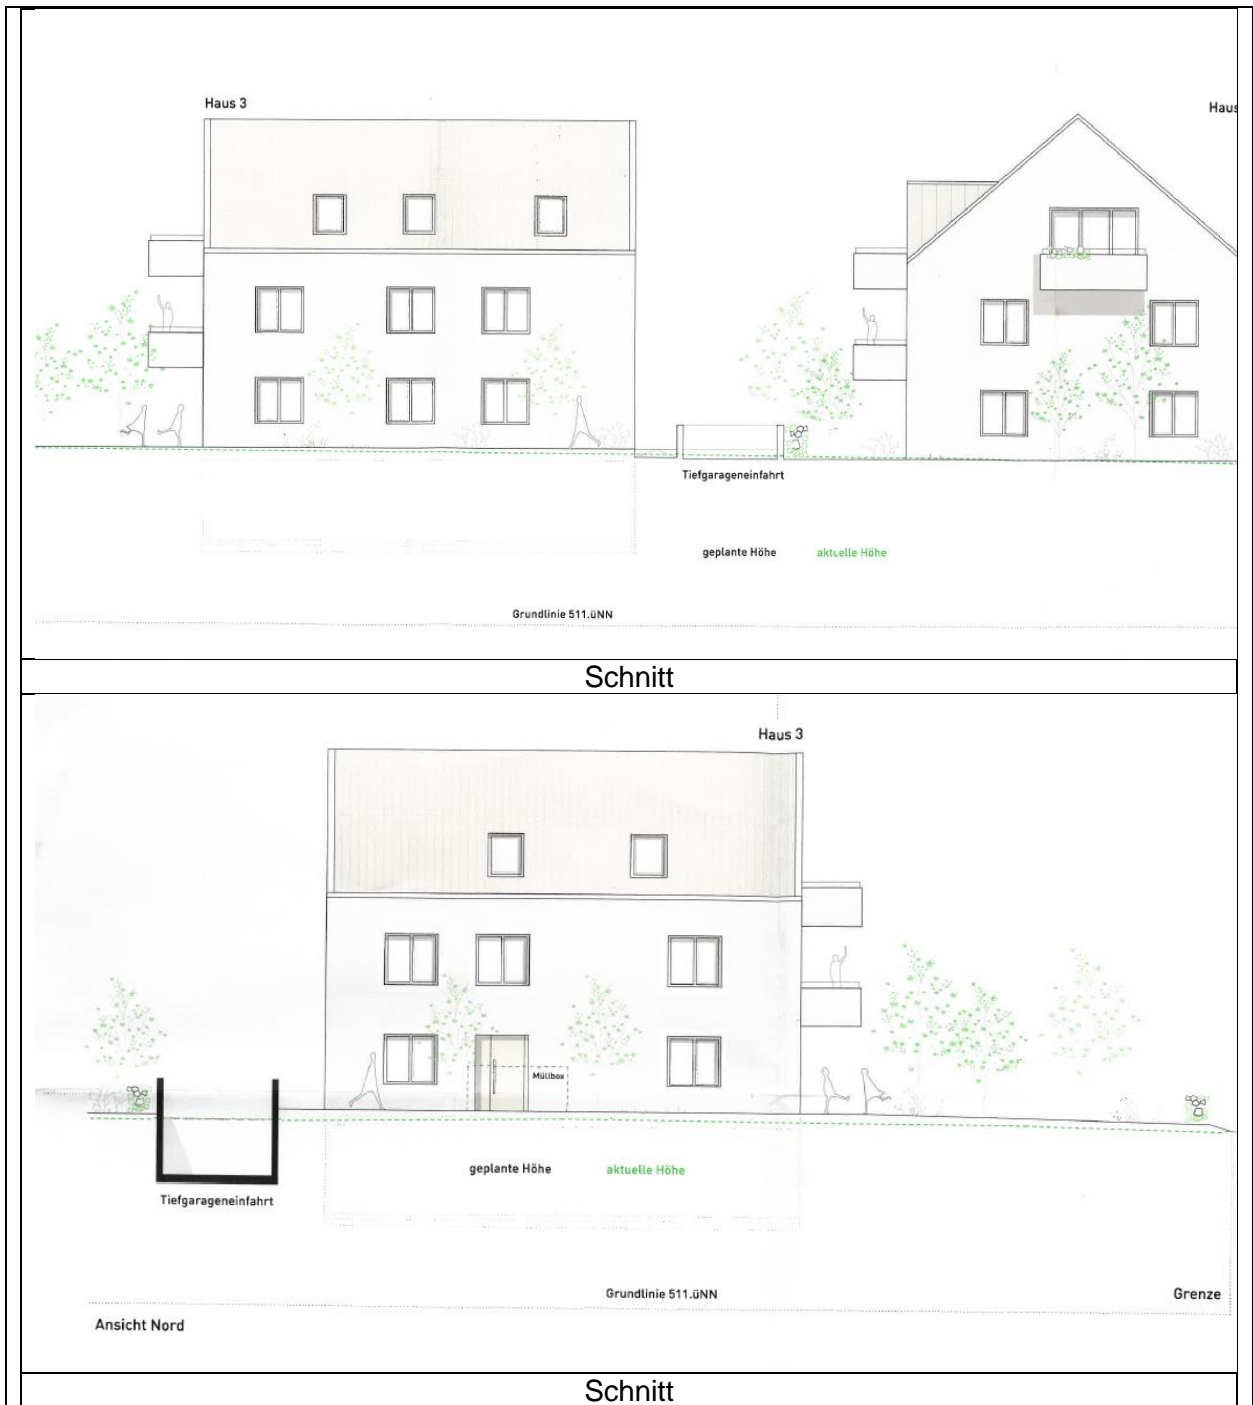 Haus 3
Haus
Tiefgarageneinfahrt
geplante Höhe aktuelle Höhe
Grundlinie 511.üNN
Schnitt
Haus 3
Müllbox
geplante Höhe aktuelle Höhe
Tiefgarageneinfahrt
Grundlinie 511.üNN
Grenze
Ansicht Nord
Schnitt